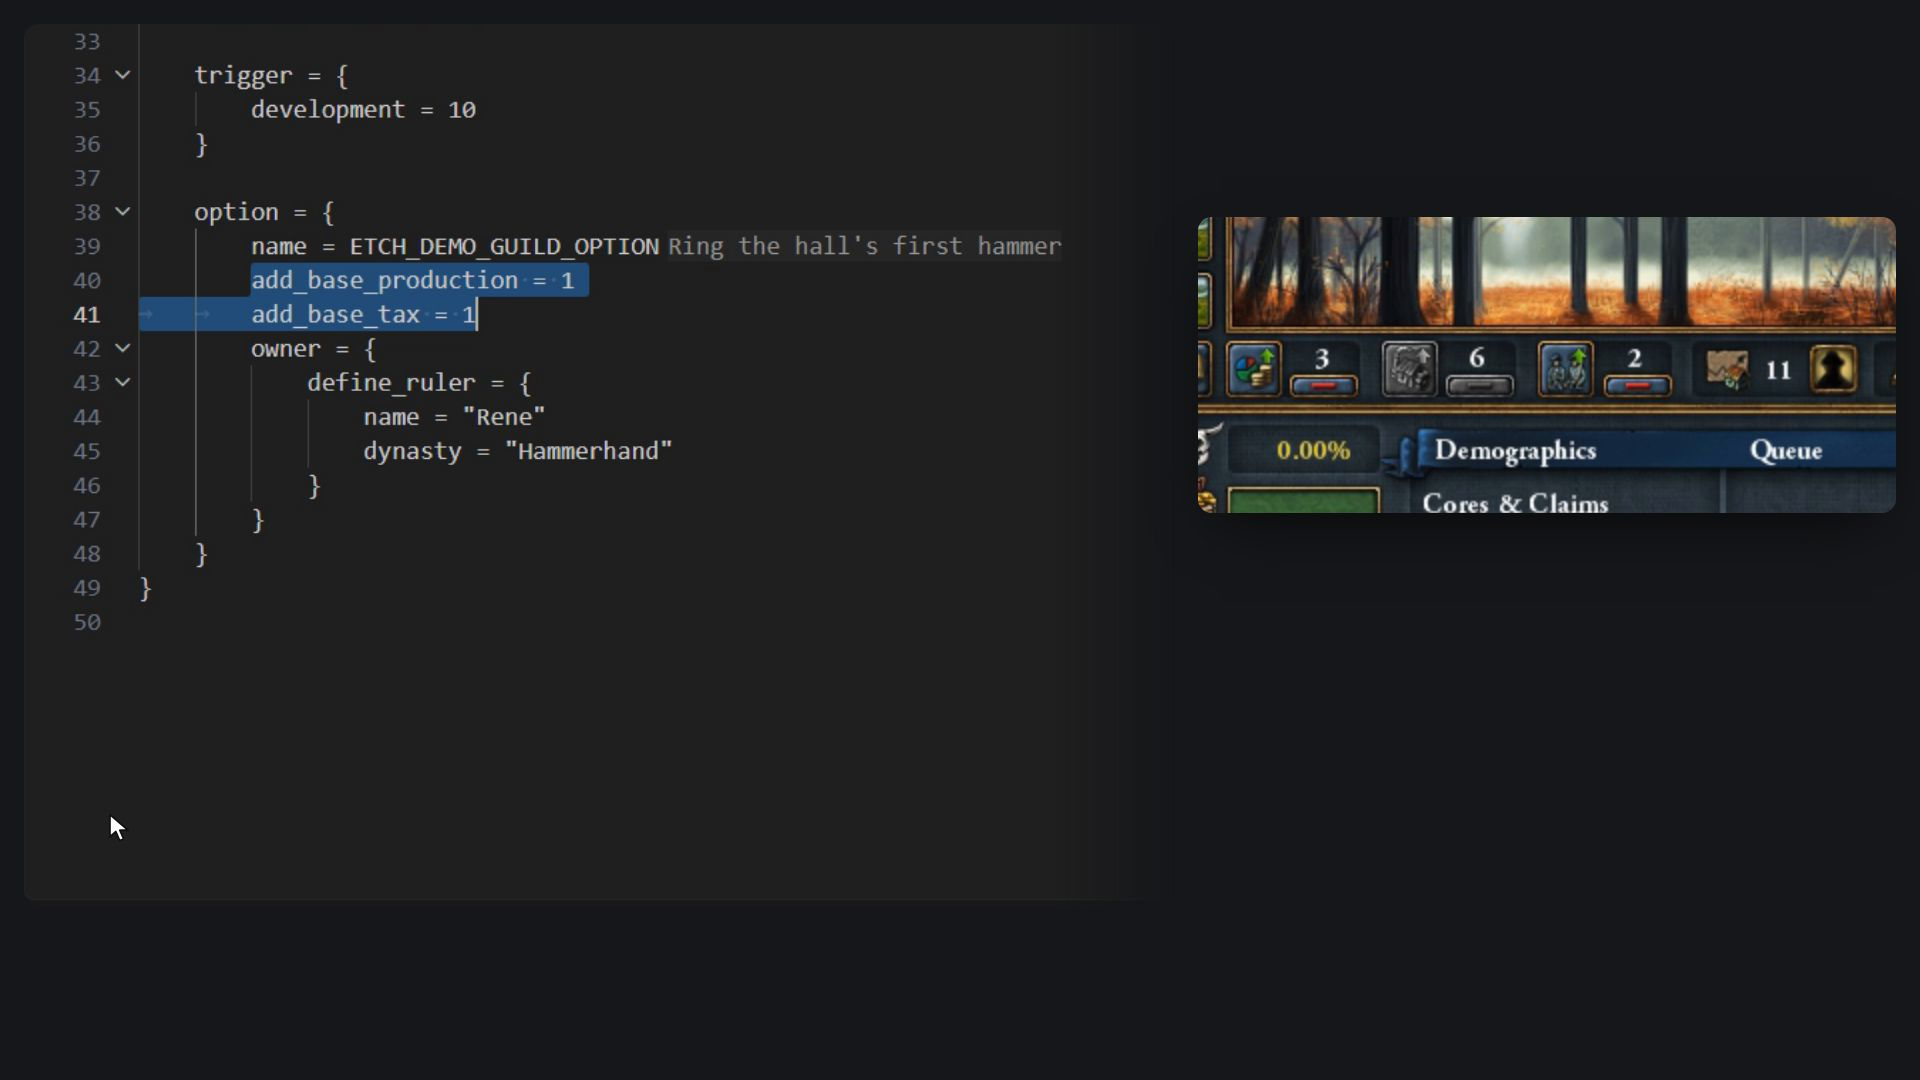 33
34 trigger = {
35 development = 10
36 }
37
38 option = {
39 name = ETCH_DEMO_GUILD_OPTION Ring the hall's first hammer
40 add_base_production = 1
41 add_base_tax = 1
42 owner = {
43 define_ruler = {
44 name = "Rene"
45 dynasty = "Hammerhand"
46 }
47 }
48 }
49 }
50
3 6 2 11
0.00% Demographics Queue
Cores & Claims